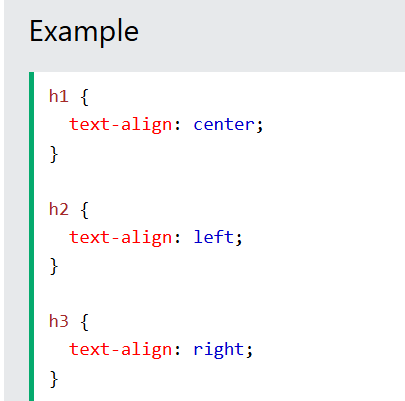 Example
h1 {
  text-align: center;
}
h2 {
  text-align: left;
}
h3 {
  text-align: right;
}